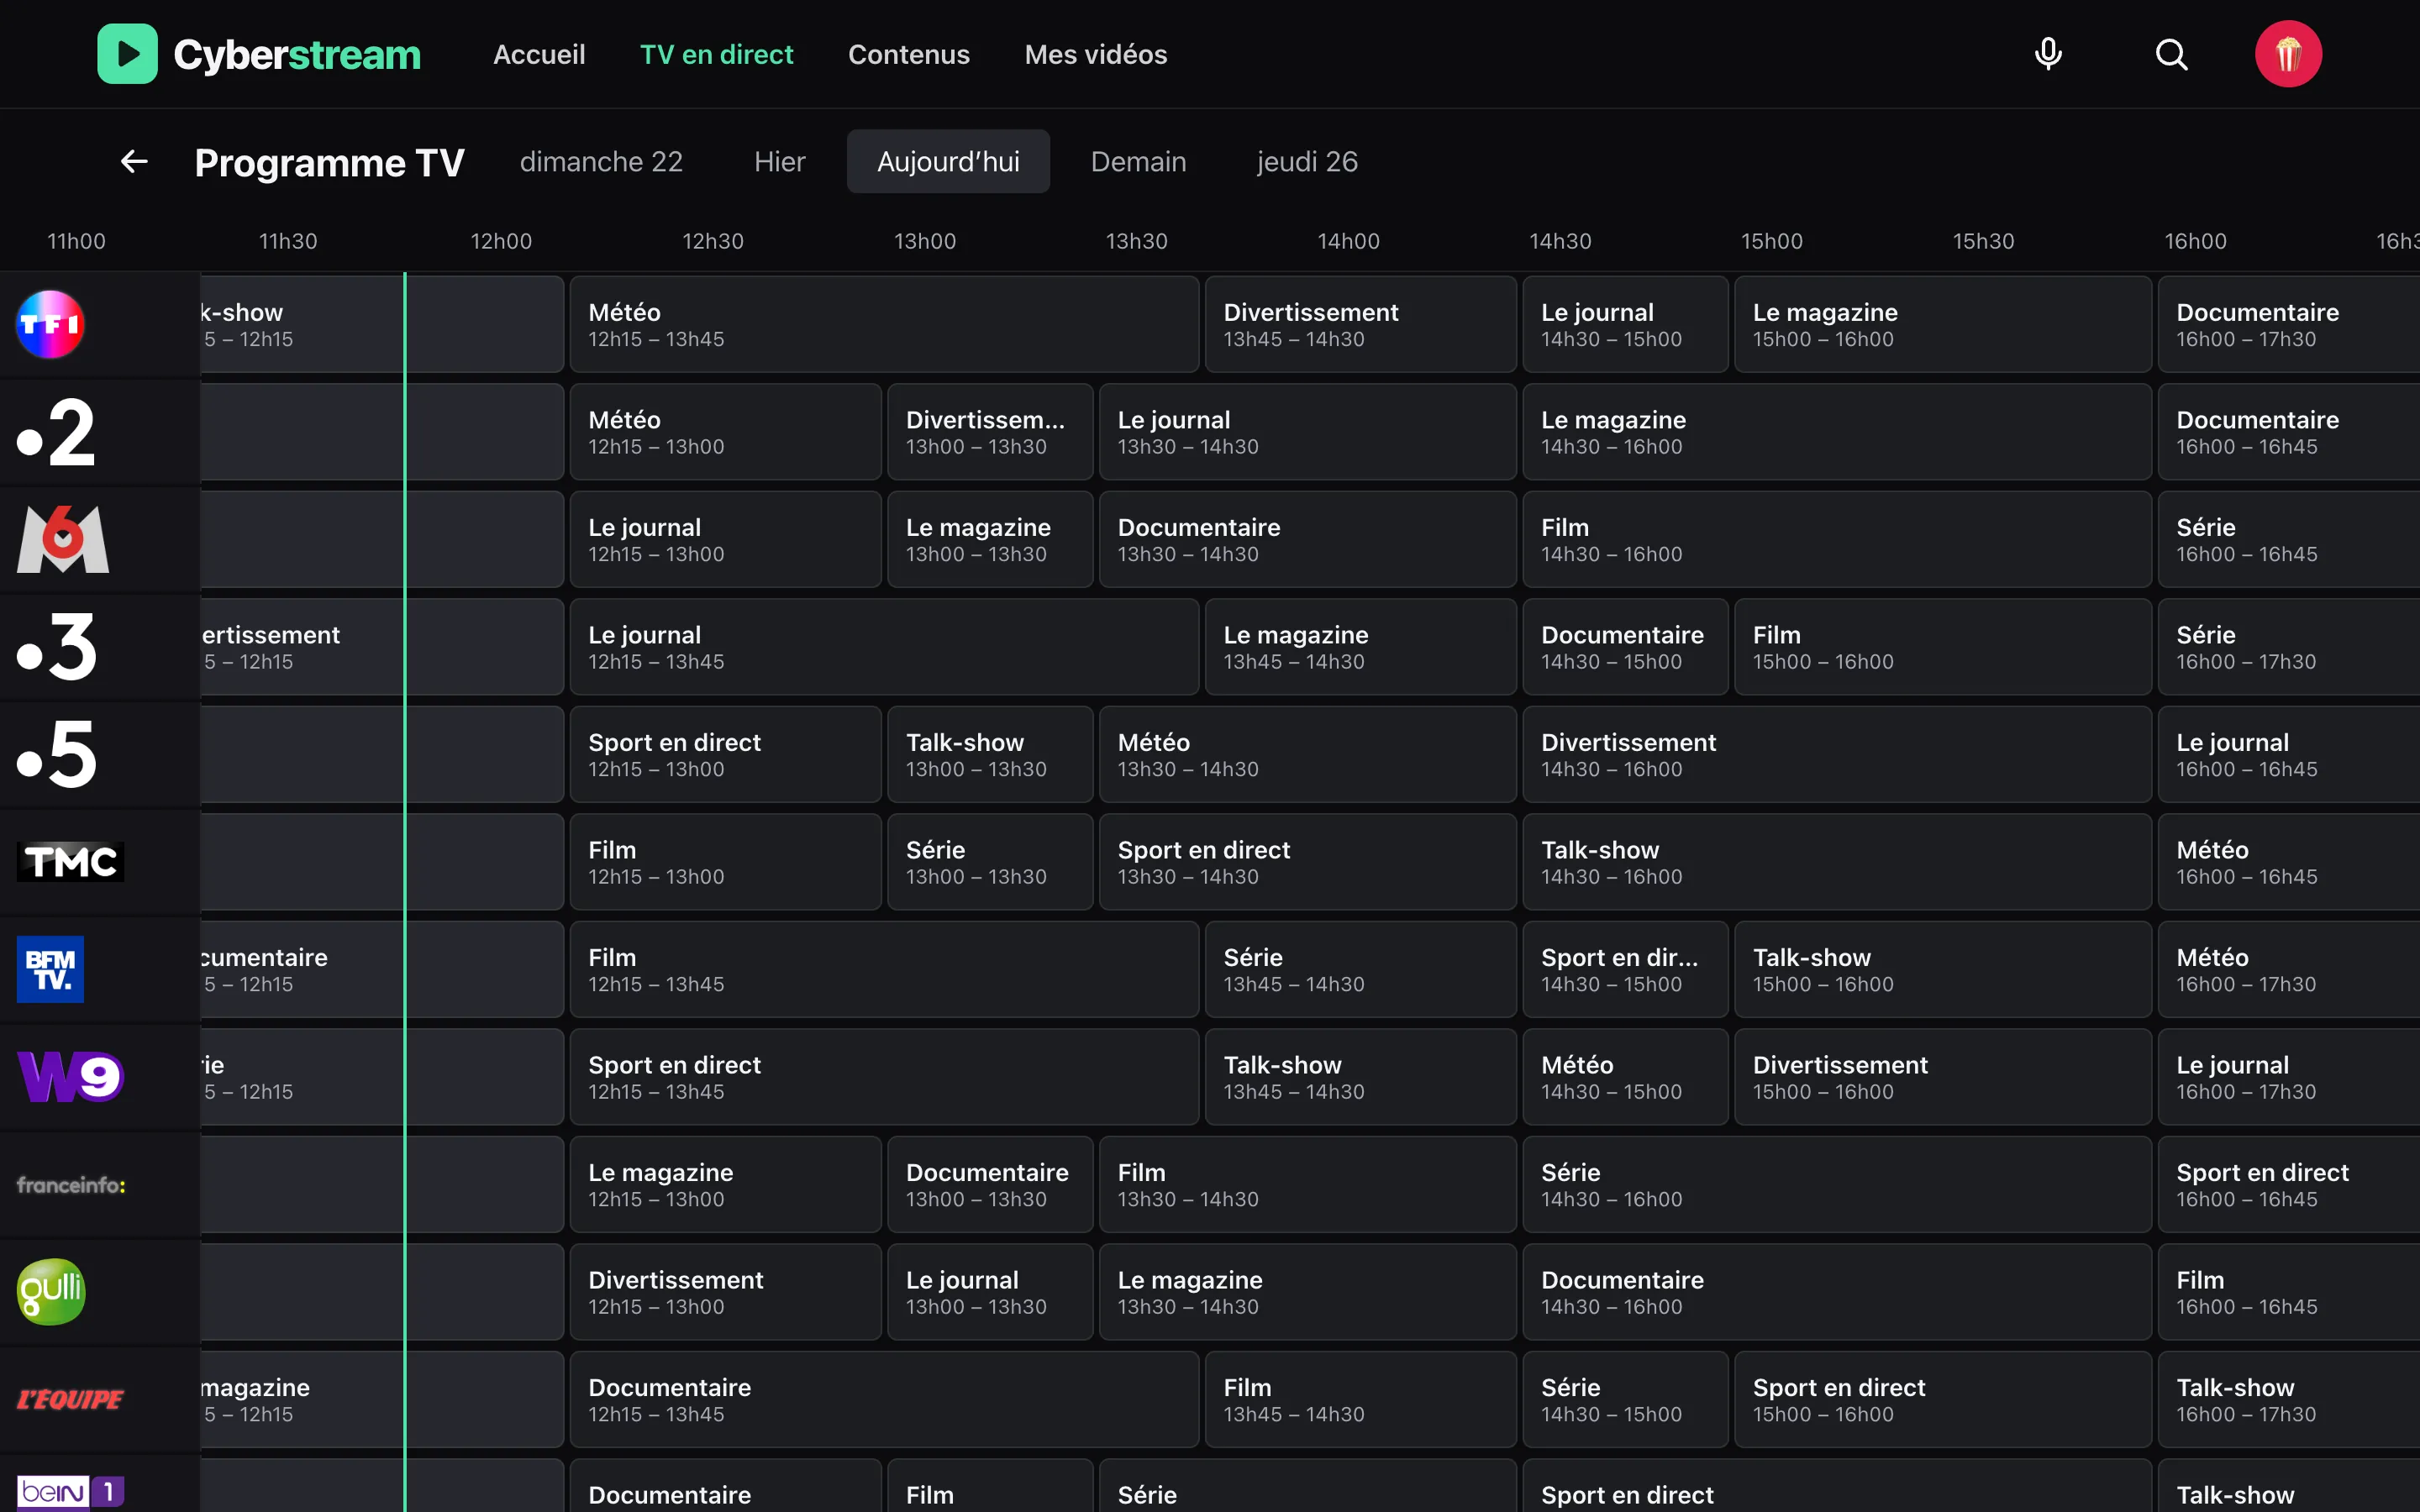 Cyberstream
Accueil
TV en direct
Contenus
Mes vidéos
Programme TV
dimanche 22
Hier
Aujourd’hui
Demain
jeudi 26
11h00
11h30
12h00
12h30
13h00
13h30
14h00
14h30
15h00
15h30
16h00
16h3
TF1
k-show
5 – 12h15
Météo
12h15 – 13h45
Divertissement
13h45 – 14h30
Le journal
14h30 – 15h00
Le magazine
15h00 – 16h00
Documentaire
16h00 – 17h30
2
Météo
12h15 – 13h00
Divertissem...
13h00 – 13h30
Le journal
13h30 – 14h30
Le magazine
14h30 – 16h00
Documentaire
16h00 – 16h45
M6
Le journal
12h15 – 13h00
Le magazine
13h00 – 13h30
Documentaire
13h30 – 14h30
Film
14h30 – 16h00
Série
16h00 – 16h45
3
ertissement
5 – 12h15
Le journal
12h15 – 13h45
Le magazine
13h45 – 14h30
Documentaire
14h30 – 15h00
Film
15h00 – 16h00
Série
16h00 – 17h30
5
Sport en direct
12h15 – 13h00
Talk-show
13h00 – 13h30
Météo
13h30 – 14h30
Divertissement
14h30 – 16h00
Le journal
16h00 – 16h45
TMC
Film
12h15 – 13h00
Série
13h00 – 13h30
Sport en direct
13h30 – 14h30
Talk-show
14h30 – 16h00
Météo
16h00 – 16h45
BFM
TV.
cumentaire
5 – 12h15
Film
12h15 – 13h45
Série
13h45 – 14h30
Sport en dir...
14h30 – 15h00
Talk-show
15h00 – 16h00
Météo
16h00 – 17h30
W9
rie
5 – 12h15
Sport en direct
12h15 – 13h45
Talk-show
13h45 – 14h30
Météo
14h30 – 15h00
Divertissement
15h00 – 16h00
Le journal
16h00 – 17h30
franceinfo:
Le magazine
12h15 – 13h00
Documentaire
13h00 – 13h30
Film
13h30 – 14h30
Série
14h30 – 16h00
Sport en direct
16h00 – 16h45
gulli
Divertissement
12h15 – 13h00
Le journal
13h00 – 13h30
Le magazine
13h30 – 14h30
Documentaire
14h30 – 16h00
Film
16h00 – 16h45
L'ÉQUIPE
magazine
5 – 12h15
Documentaire
12h15 – 13h45
Film
13h45 – 14h30
Série
14h30 – 15h00
Sport en direct
15h00 – 16h00
Talk-show
16h00 – 17h30
beIN 1
Documentaire
Film
Série
Sport en direct
Talk-show